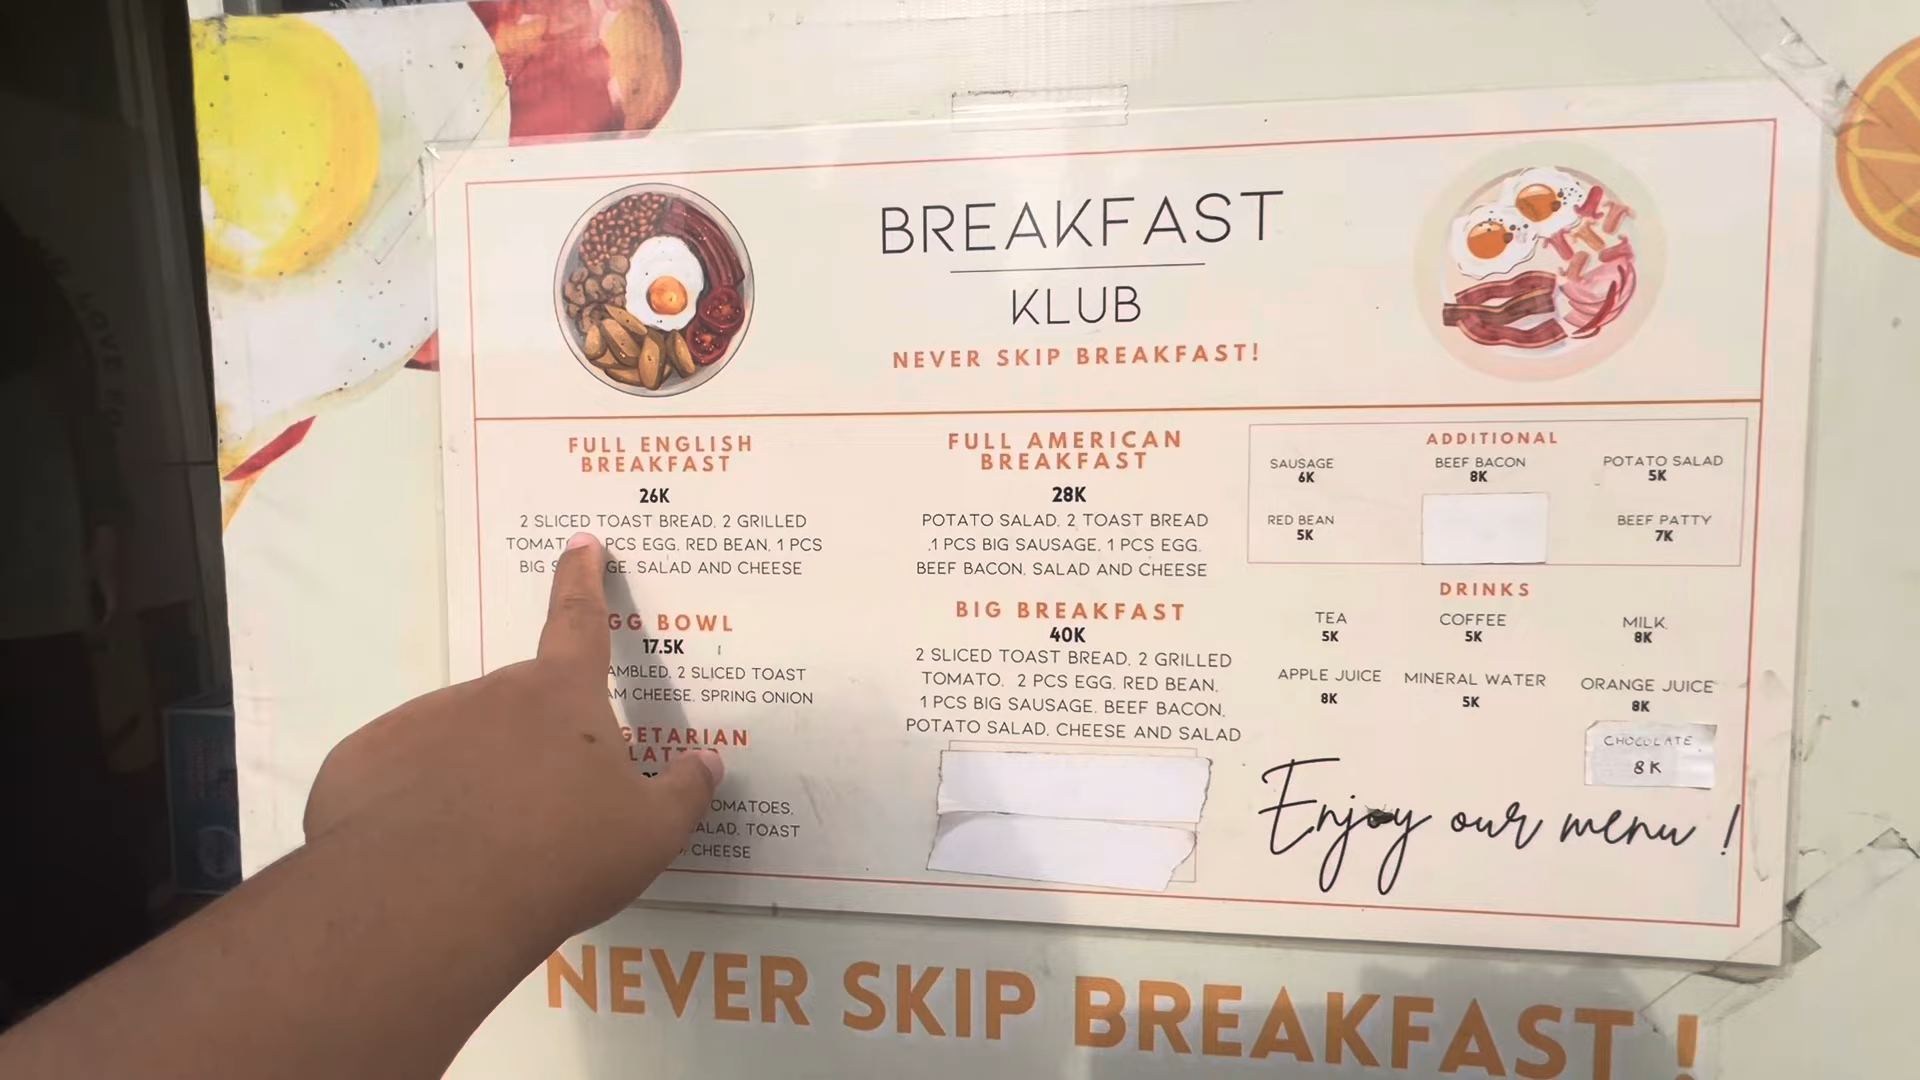 BREAKFAST
KLUB
NEVER SKIP BREAKFAST!
FULL ENGLISH
BREAKFAST
26K
2 SLICED TOAST BREAD, 2 GRILLED
PCS EGG, RED BEAN, 1 PCS
BIG SALAD AND CHEESE
BOWL
17.5K
2 SLICED TOAST
CHEESE, SPRING ONION
TOAST
CHEESE
FULL AMERICAN
BREAKFAST
28K
POTATO SALAD, 2 TOAST BREAD
,1 PCS BIG SAUSAGE, 1 PCS EGG,
BEEF BACON, SALAD AND CHEESE
BIG BREAKFAST
40K
2 SLICED TOAST BREAD, 2 GRILLED
TOMATO, 2 PCS EGG, RED BEAN,
1 PCS BIG SAUSAGE, BEEF BACON,
POTATO SALAD, CHEESE AND SALAD
ADDITIONAL
SAUSAGE
6K
BEEF BACON
8K
POTATO SALAD
5K
RED BEAN
5K
BEEF PATTY
7K
DRINKS
TEA
5K
COFFEE
5K
MILK
8K
APPLE JUICE
8K
MINERAL WATER
5K
ORANGE JUICE
8K
CHOCOLATE
8K
Enjoy our menu !
NEVER SKIP BREAKFAST !